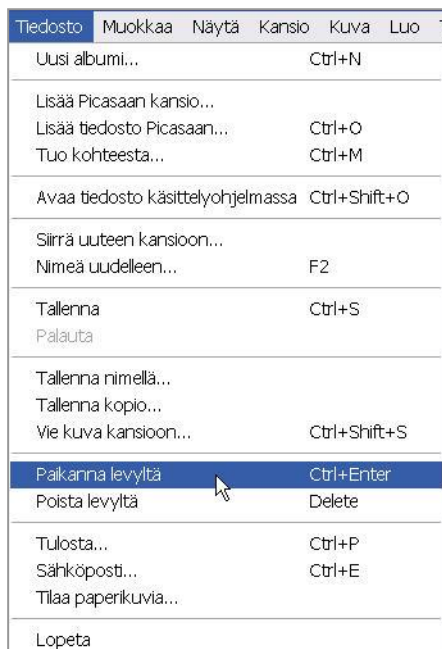 Tiedosto Muokkaa Näytä Kansio Kuva Luo
Uusi albumi... Ctrl+N
Lisää Picasaan kansio...
Lisää tiedosto Picasaan... Ctrl+O
Tuo kohteesta... Ctrl+M
Avaa tiedosto käsittelyohjelmassa Ctrl+Shift+O
Siirrä uuteen kansioon...
Nimeä uudelleen... F2
Tallenna Ctrl+S
Palauta
Tallenna nimellä...
Tallenna kopio...
Vie kuva kansioon... Ctrl+Shift+S
Paikanna levyltä Ctrl+Enter
Poista levyltä Delete
Tulosta... Ctrl+P
Sähköposti... Ctrl+E
Tilaa paperikuvia...
Lopeta